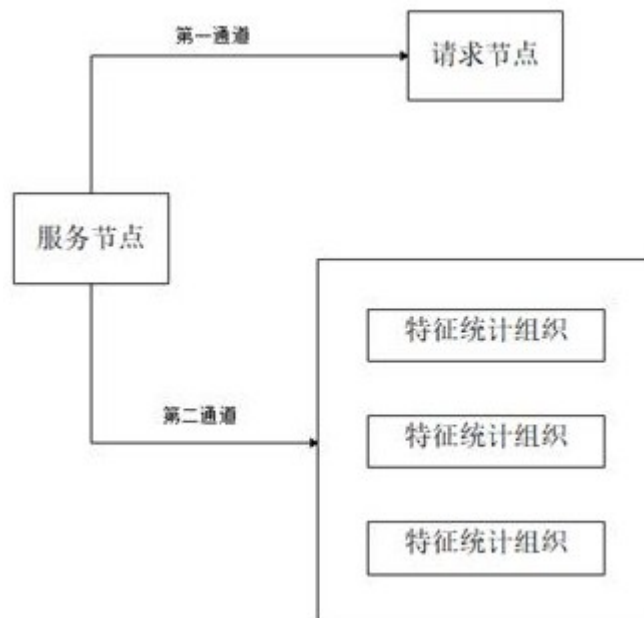 第一通道
请求节点
服务节点
特征统计组织
第二通道
特征统计组织
特征统计组织